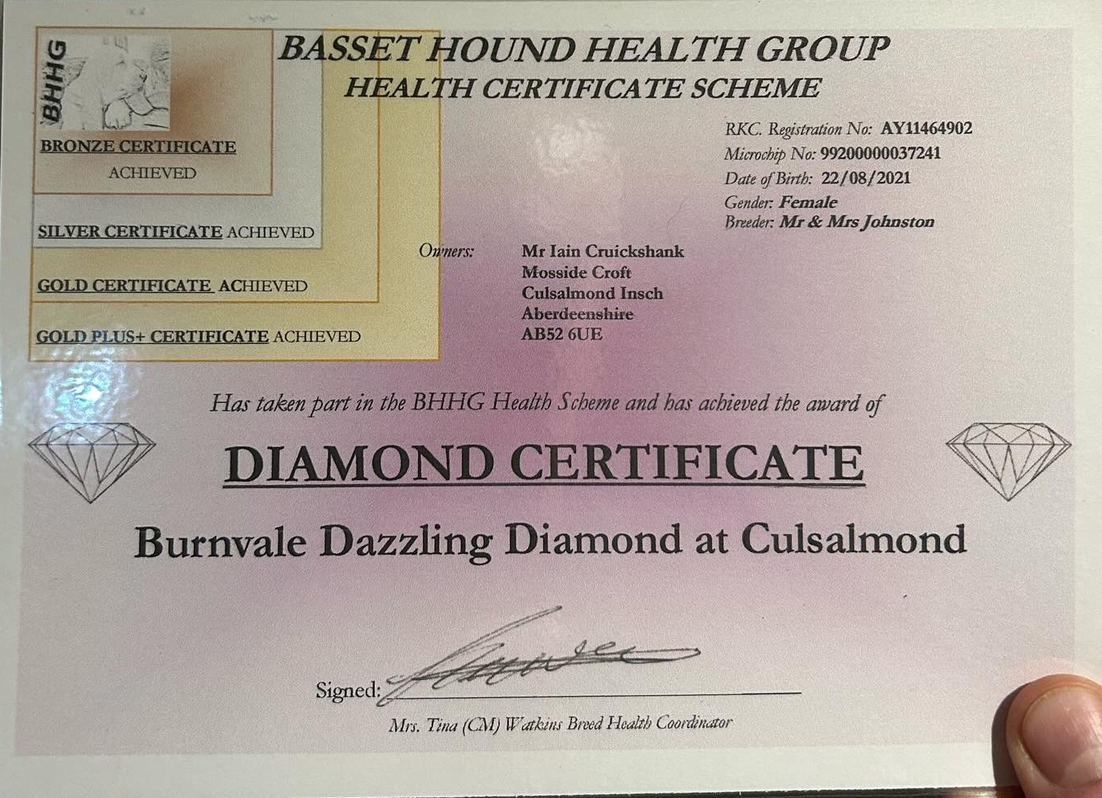 BHHG
BASSET HOUND HEALTH GROUP
HEALTH CERTIFICATE SCHEME
BRONZE CERTIFICATE
ACHIEVED
SILVER CERTIFICATE ACHIEVED
GOLD CERTIFICATE ACHIEVED
GOLD PLUS+ CERTIFICATE ACHIEVED
RKC. Registration No: AY11464902
Microchip No: 99200000037241
Date of Birth: 22/08/2021
Gender: Female
Breeder: Mr & Mrs Johnston
Owners: Mr Iain Cruickshank
Mosside Croft
Culsalmond Insch
Aberdeenshire
AB52 6UE
Has taken part in the BHHG Health Scheme and has achieved the award of
DIAMOND CERTIFICATE
Burnvale Dazzling Diamond at Culsalmond
Signed:
Mrs. Tina (CM) Watkins Breed Health Coordinator